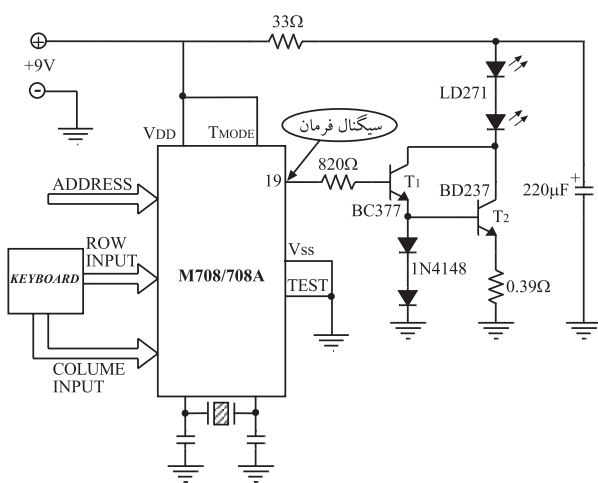 33Ω
+
+9V
-
VDD
TMODE
سیگنال فرمان
LD271
19
820Ω
T1
BC377
BD237
T2
220μF
+
ADDRESS
ROW
INPUT
KEYBOARD
M708/708A
VSS
TEST
1N4148
0.39Ω
COLUME
INPUT